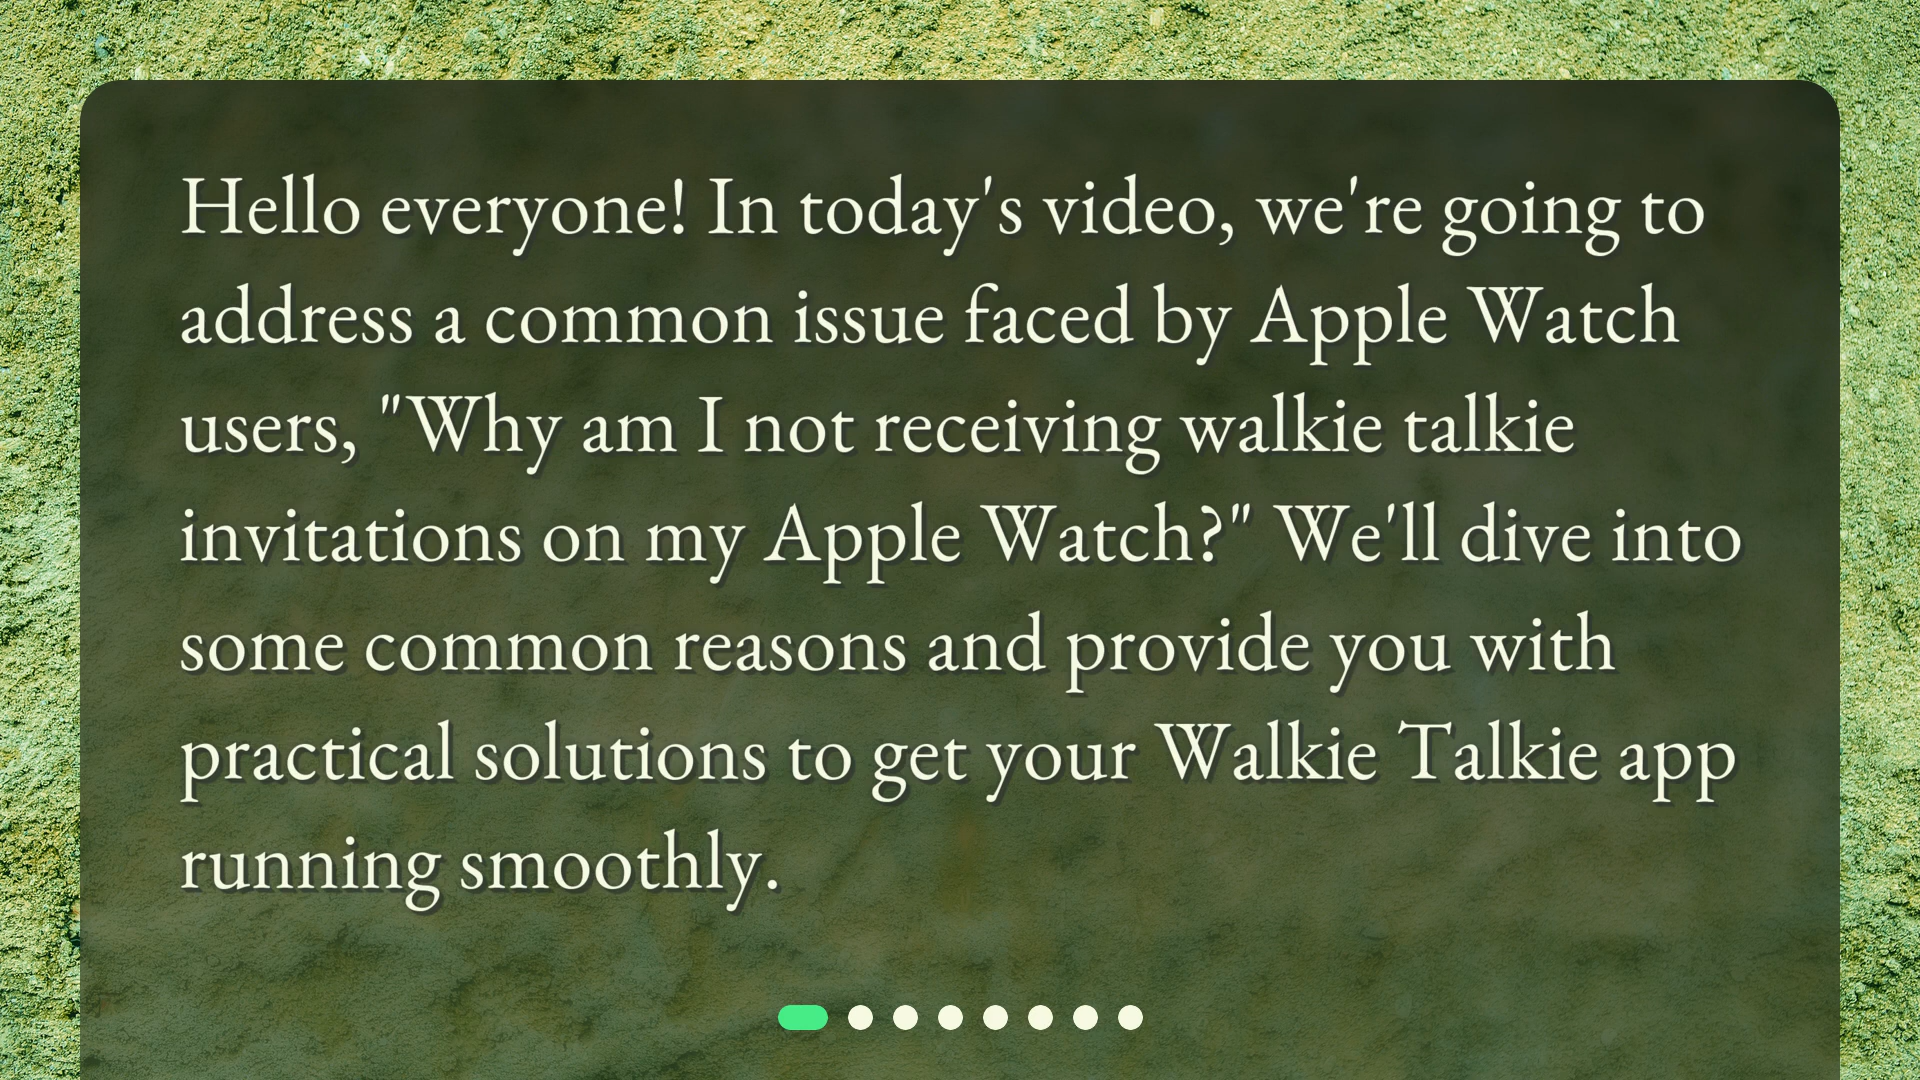 Hello everyone! In today's video, we're going to
address a common issue faced by Apple Watch
users, "Why am I not receiving walkie talkie
invitations on my Apple Watch?" We'll dive into
some common reasons and provide you with
practical solutions to get your Walkie Talkie app
running smoothly.